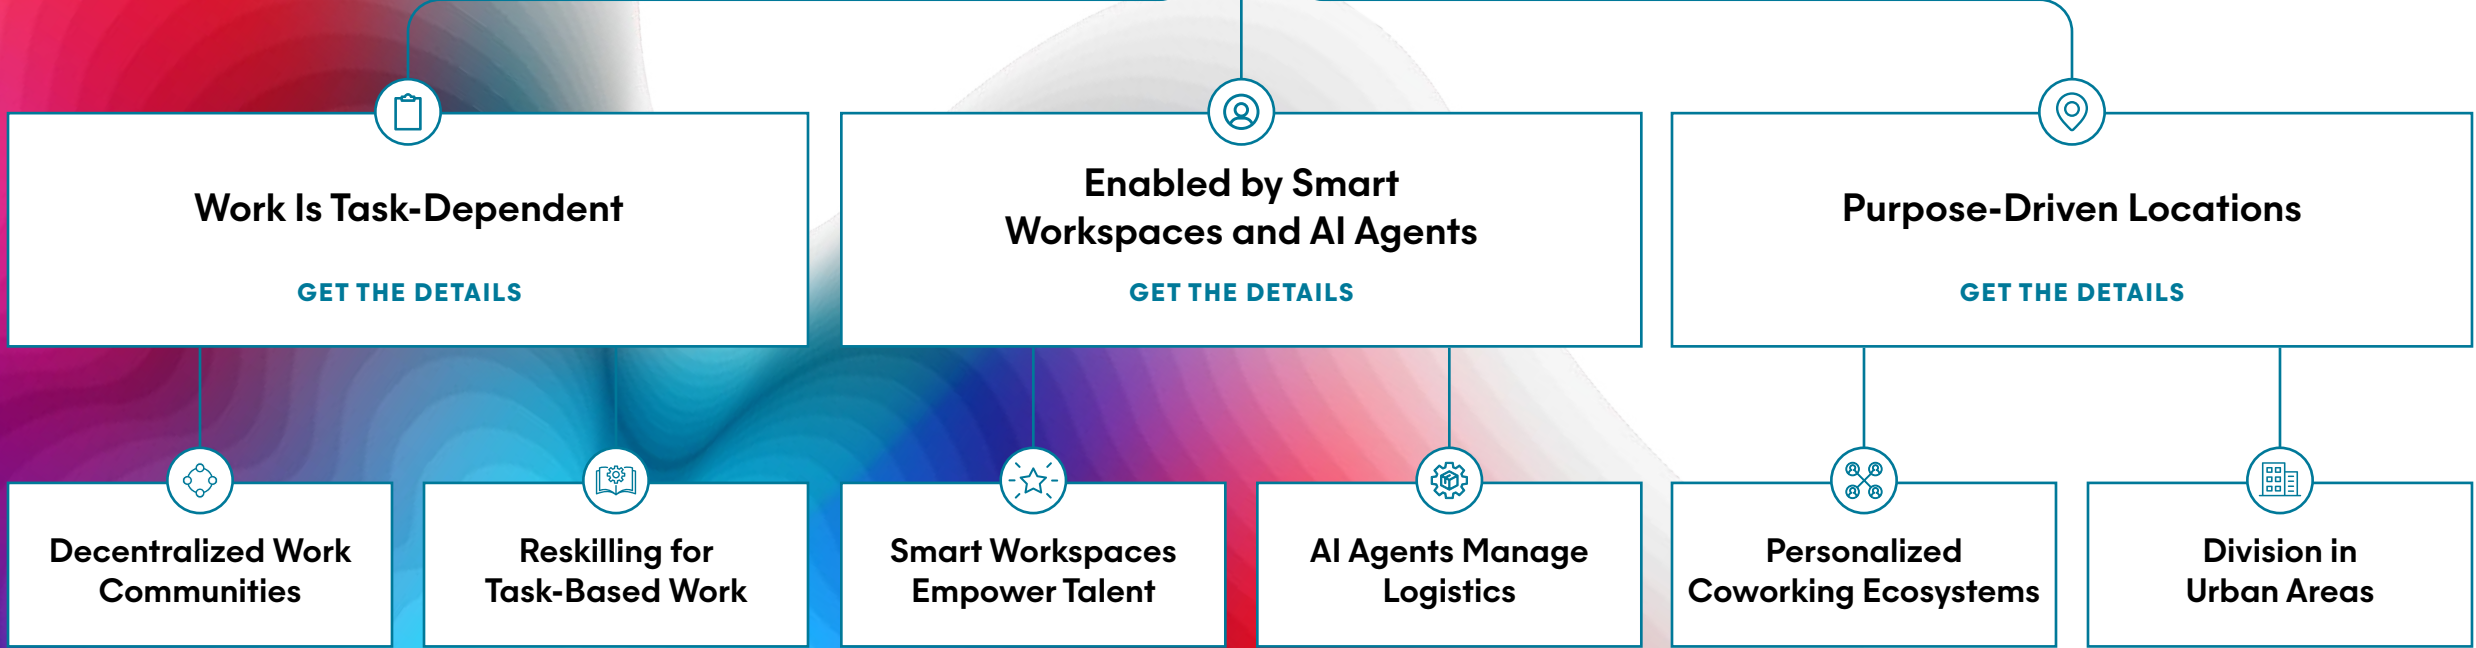 Work Is Task-Dependent
GET THE DETAILS
Enabled by Smart
Workspaces and AI Agents
GET THE DETAILS
Purpose-Driven Locations
GET THE DETAILS
Decentralized Work
Communities
Reskilling for
Task-Based Work
Smart Workspaces
Empower Talent
AI Agents Manage
Logistics
Personalized
Coworking Ecosystems
Division in
Urban Areas